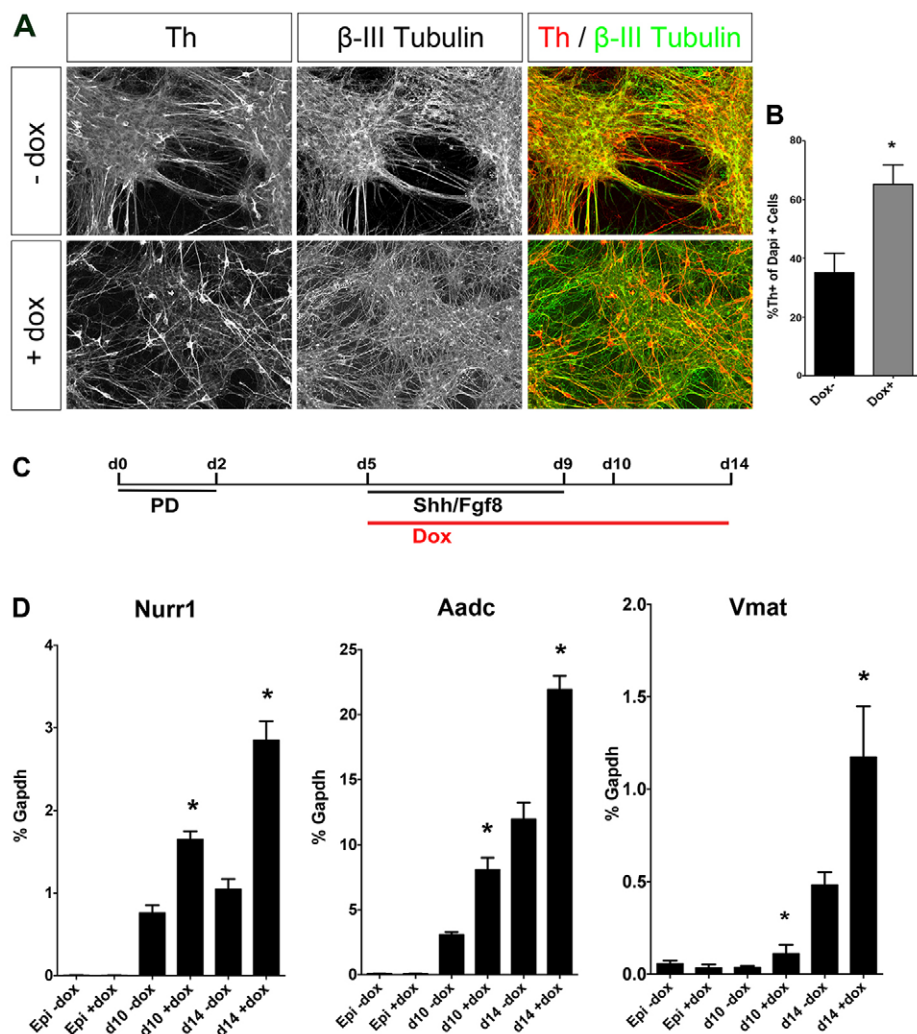 A
Th
β-III Tubulin
Th / β-III Tubulin
- dox
+ dox
B
%Th+ of Dapi + Cells
80
60
40
20
0
*
Dox-
Dox+
C
d0
d2
d5
d9
d10
d14
PD
Shh/Fgf8
Dox
D
Nurr1
% Gapdh
4
3
2
1
0
*
*
Epi -dox
Epi +dox
d10 -dox
d10 +dox
d14 -dox
d14 +dox
Aadc
% Gapdh
25
20
15
10
5
0
*
*
Epi -dox
Epi +dox
d10 -dox
d10 +dox
d14 -dox
d14 +dox
Vmat
% Gapdh
2.0
1.5
1.0
0.5
0.0
*
*
Epi -dox
Epi +dox
d10 -dox
d10 +dox
d14 -dox
d14 +dox